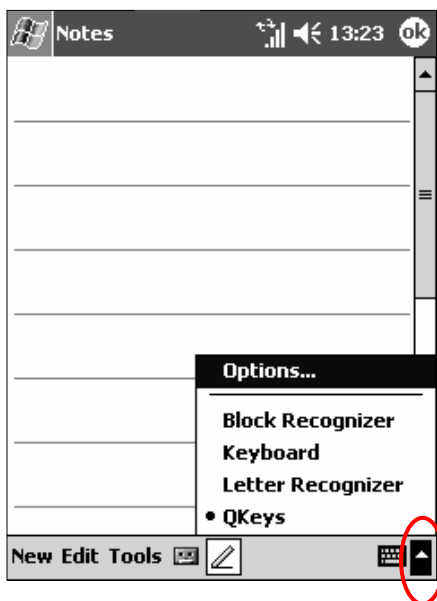 Notes 13:23 ok
Options...
Block Recognizer
Keyboard
Letter Recognizer
• QKeys
New Edit Tools